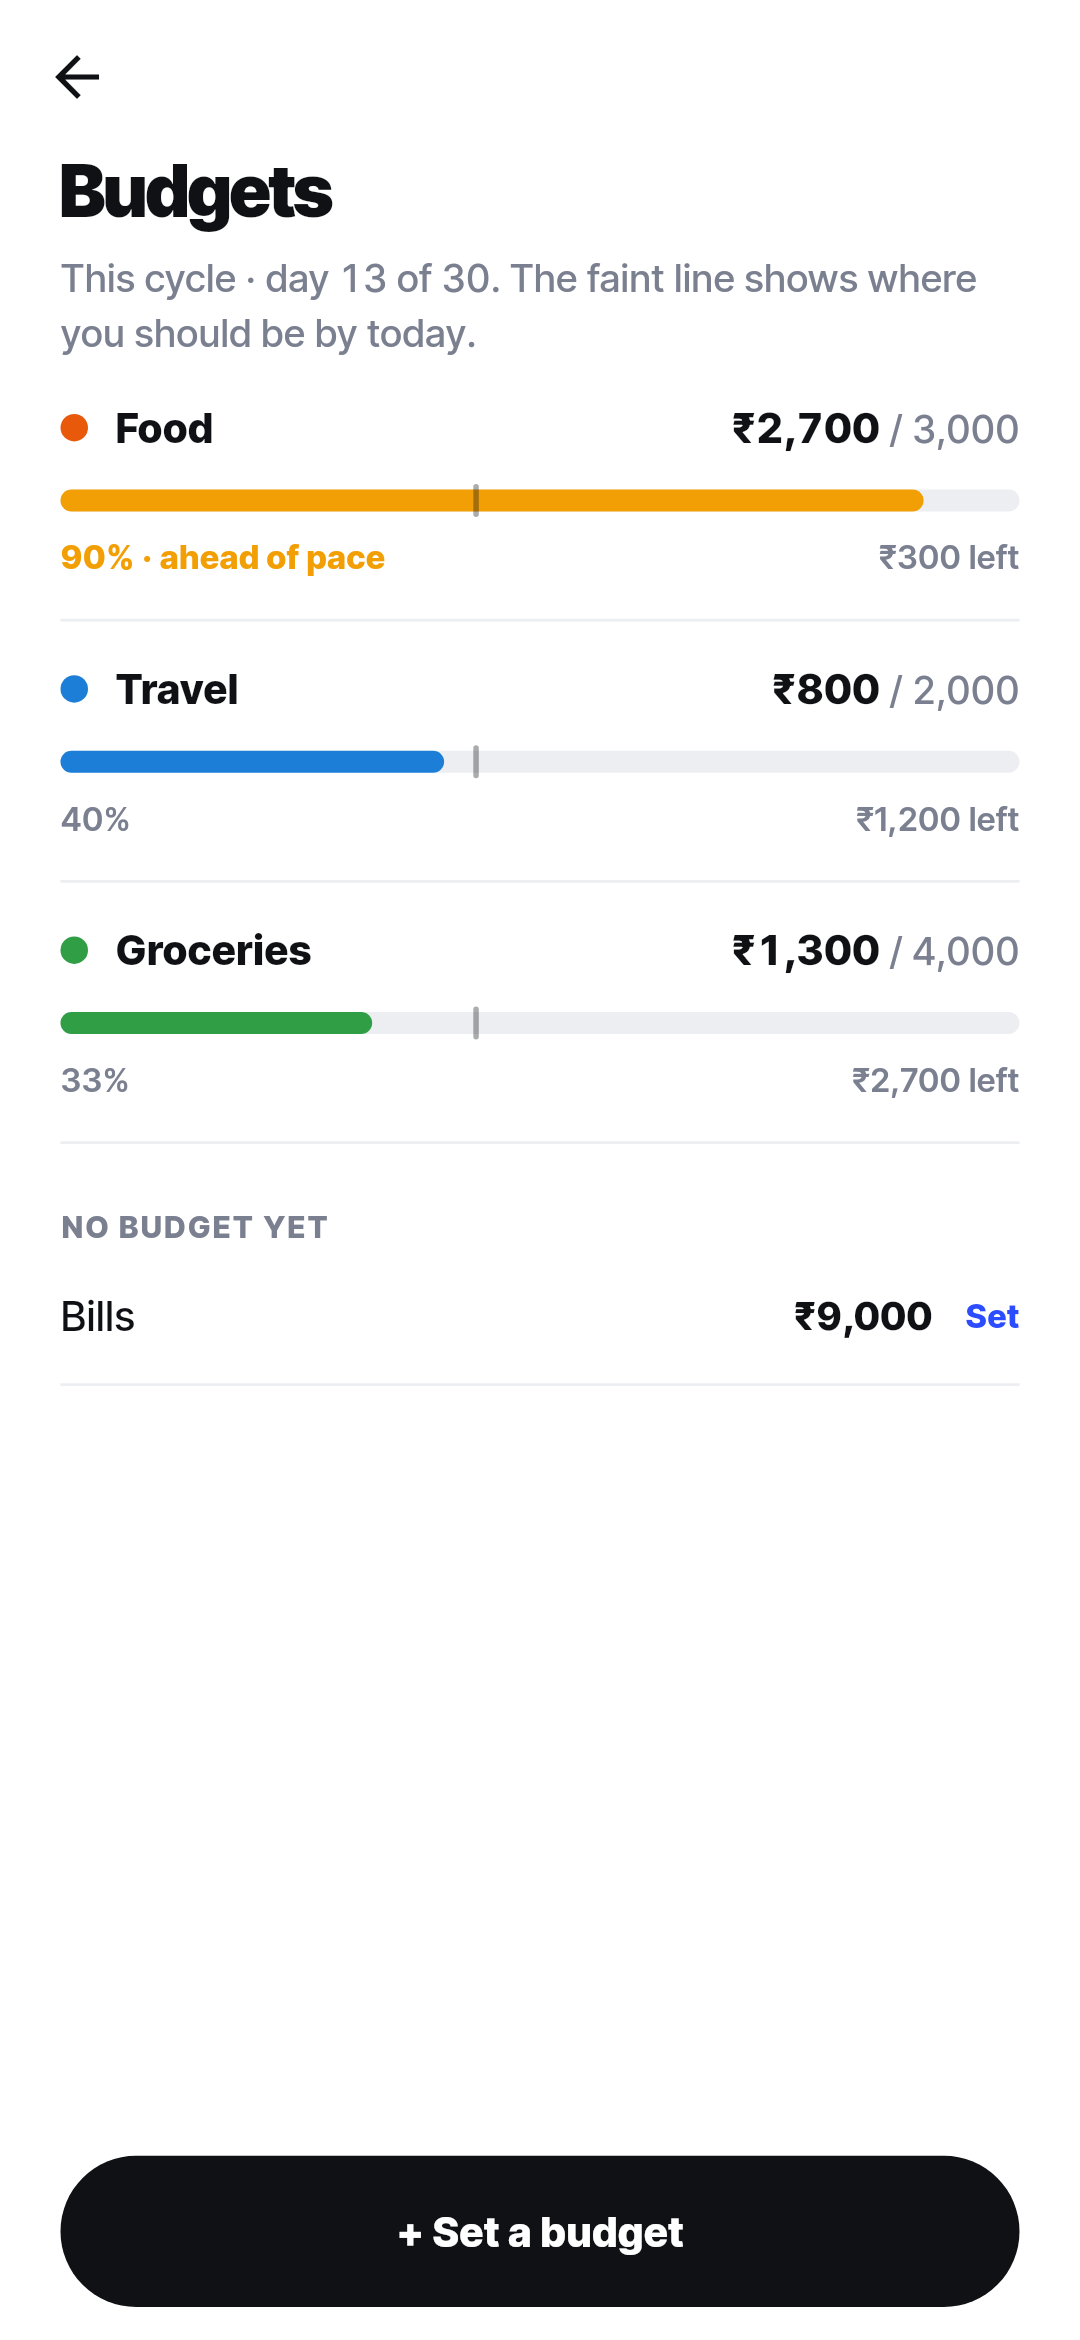 Budgets
This cycle · day 13 of 30. The faint line shows where
you should be by today.
Food ₹2,700 / 3,000
90% · ahead of pace ₹300 left
Travel ₹800 / 2,000
40% ₹1,200 left
Groceries ₹1,300 / 4,000
33% ₹2,700 left
NO BUDGET YET
Bills ₹9,000 Set
+ Set a budget